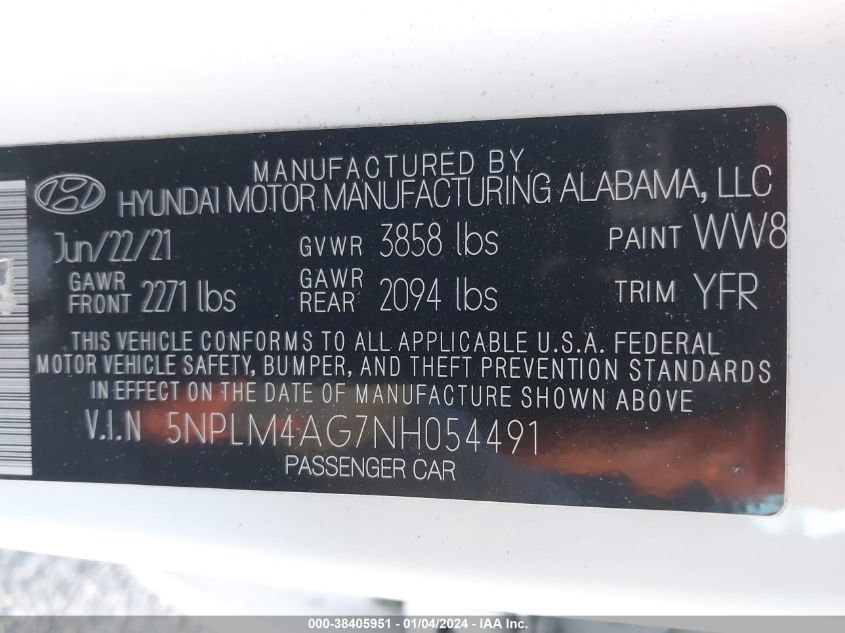 MANUFACTURED BY
HYUNDAI MOTOR MANUFACTURING ALABAMA, LLC
Jun/22/21 GVWR 3858 lbs PAINT WW8
GAWR FRONT 2271 lbs GAWR REAR 2094 lbs TRIM YFR
THIS VEHICLE CONFORMS TO ALL APPLICABLE U.S.A. FEDERAL
MOTOR VEHICLE SAFETY, BUMPER, AND THEFT PREVENTION STANDARDS
IN EFFECT ON THE DATE OF MANUFACTURE SHOWN ABOVE
V.I.N 5NPLM4AG7NH054491
PASSENGER CAR
000-38405951 - 01/04/2024 - IAA Inc.